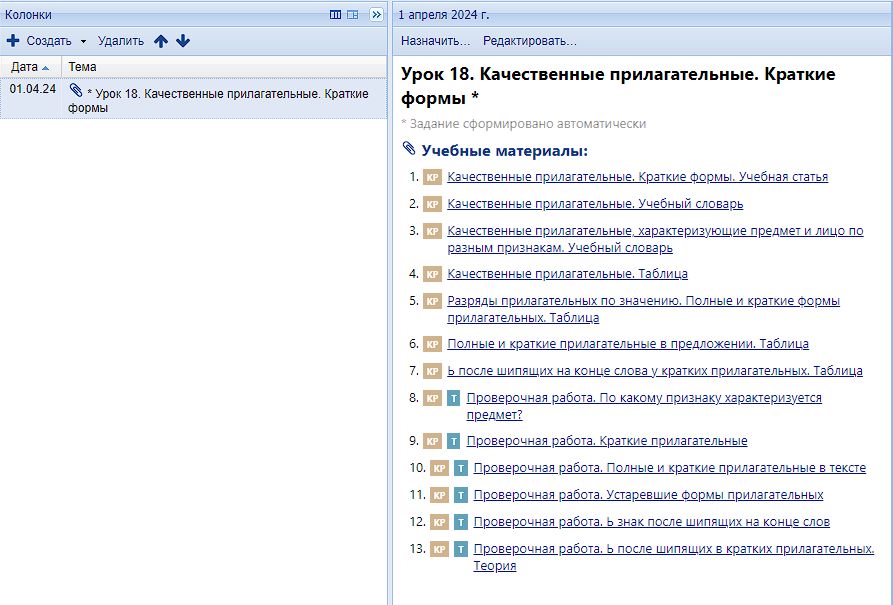 Колонки
Создать Удалить
Дата Тема
01.04.24 * Урок 18. Качественные прилагательные. Краткие
формы
1 апреля 2024 г.
Назначить... Редактировать...
Урок 18. Качественные прилагательные. Краткие
формы *
* Задание сформировано автоматически
Учебные материалы:
1. КР Качественные прилагательные. Краткие формы. Учебная статья
2. КР Качественные прилагательные. Учебный словарь
3. КР Качественные прилагательные, характеризующие предмет и лицо по
разным признакам. Учебный словарь
4. КР Качественные прилагательные. Таблица
5. КР Разряды прилагательных по значению. Полные и краткие формы
прилагательных. Таблица
6. КР Полные и краткие прилагательные в предложении. Таблица
7. КР Ь после шипящих на конце слова у кратких прилагательных. Таблица
8. КР Т Проверочная работа. По какому признаку характеризуется
предмет?
9. КР Т Проверочная работа. Краткие прилагательные
10. КР Т Проверочная работа. Полные и краткие прилагательные в тексте
11. КР Т Проверочная работа. Устаревшие формы прилагательных
12. КР Т Проверочная работа. Ь знак после шипящих на конце слов
13. КР Т Проверочная работа. Ь после шипящих в кратких прилагательных.
Теория